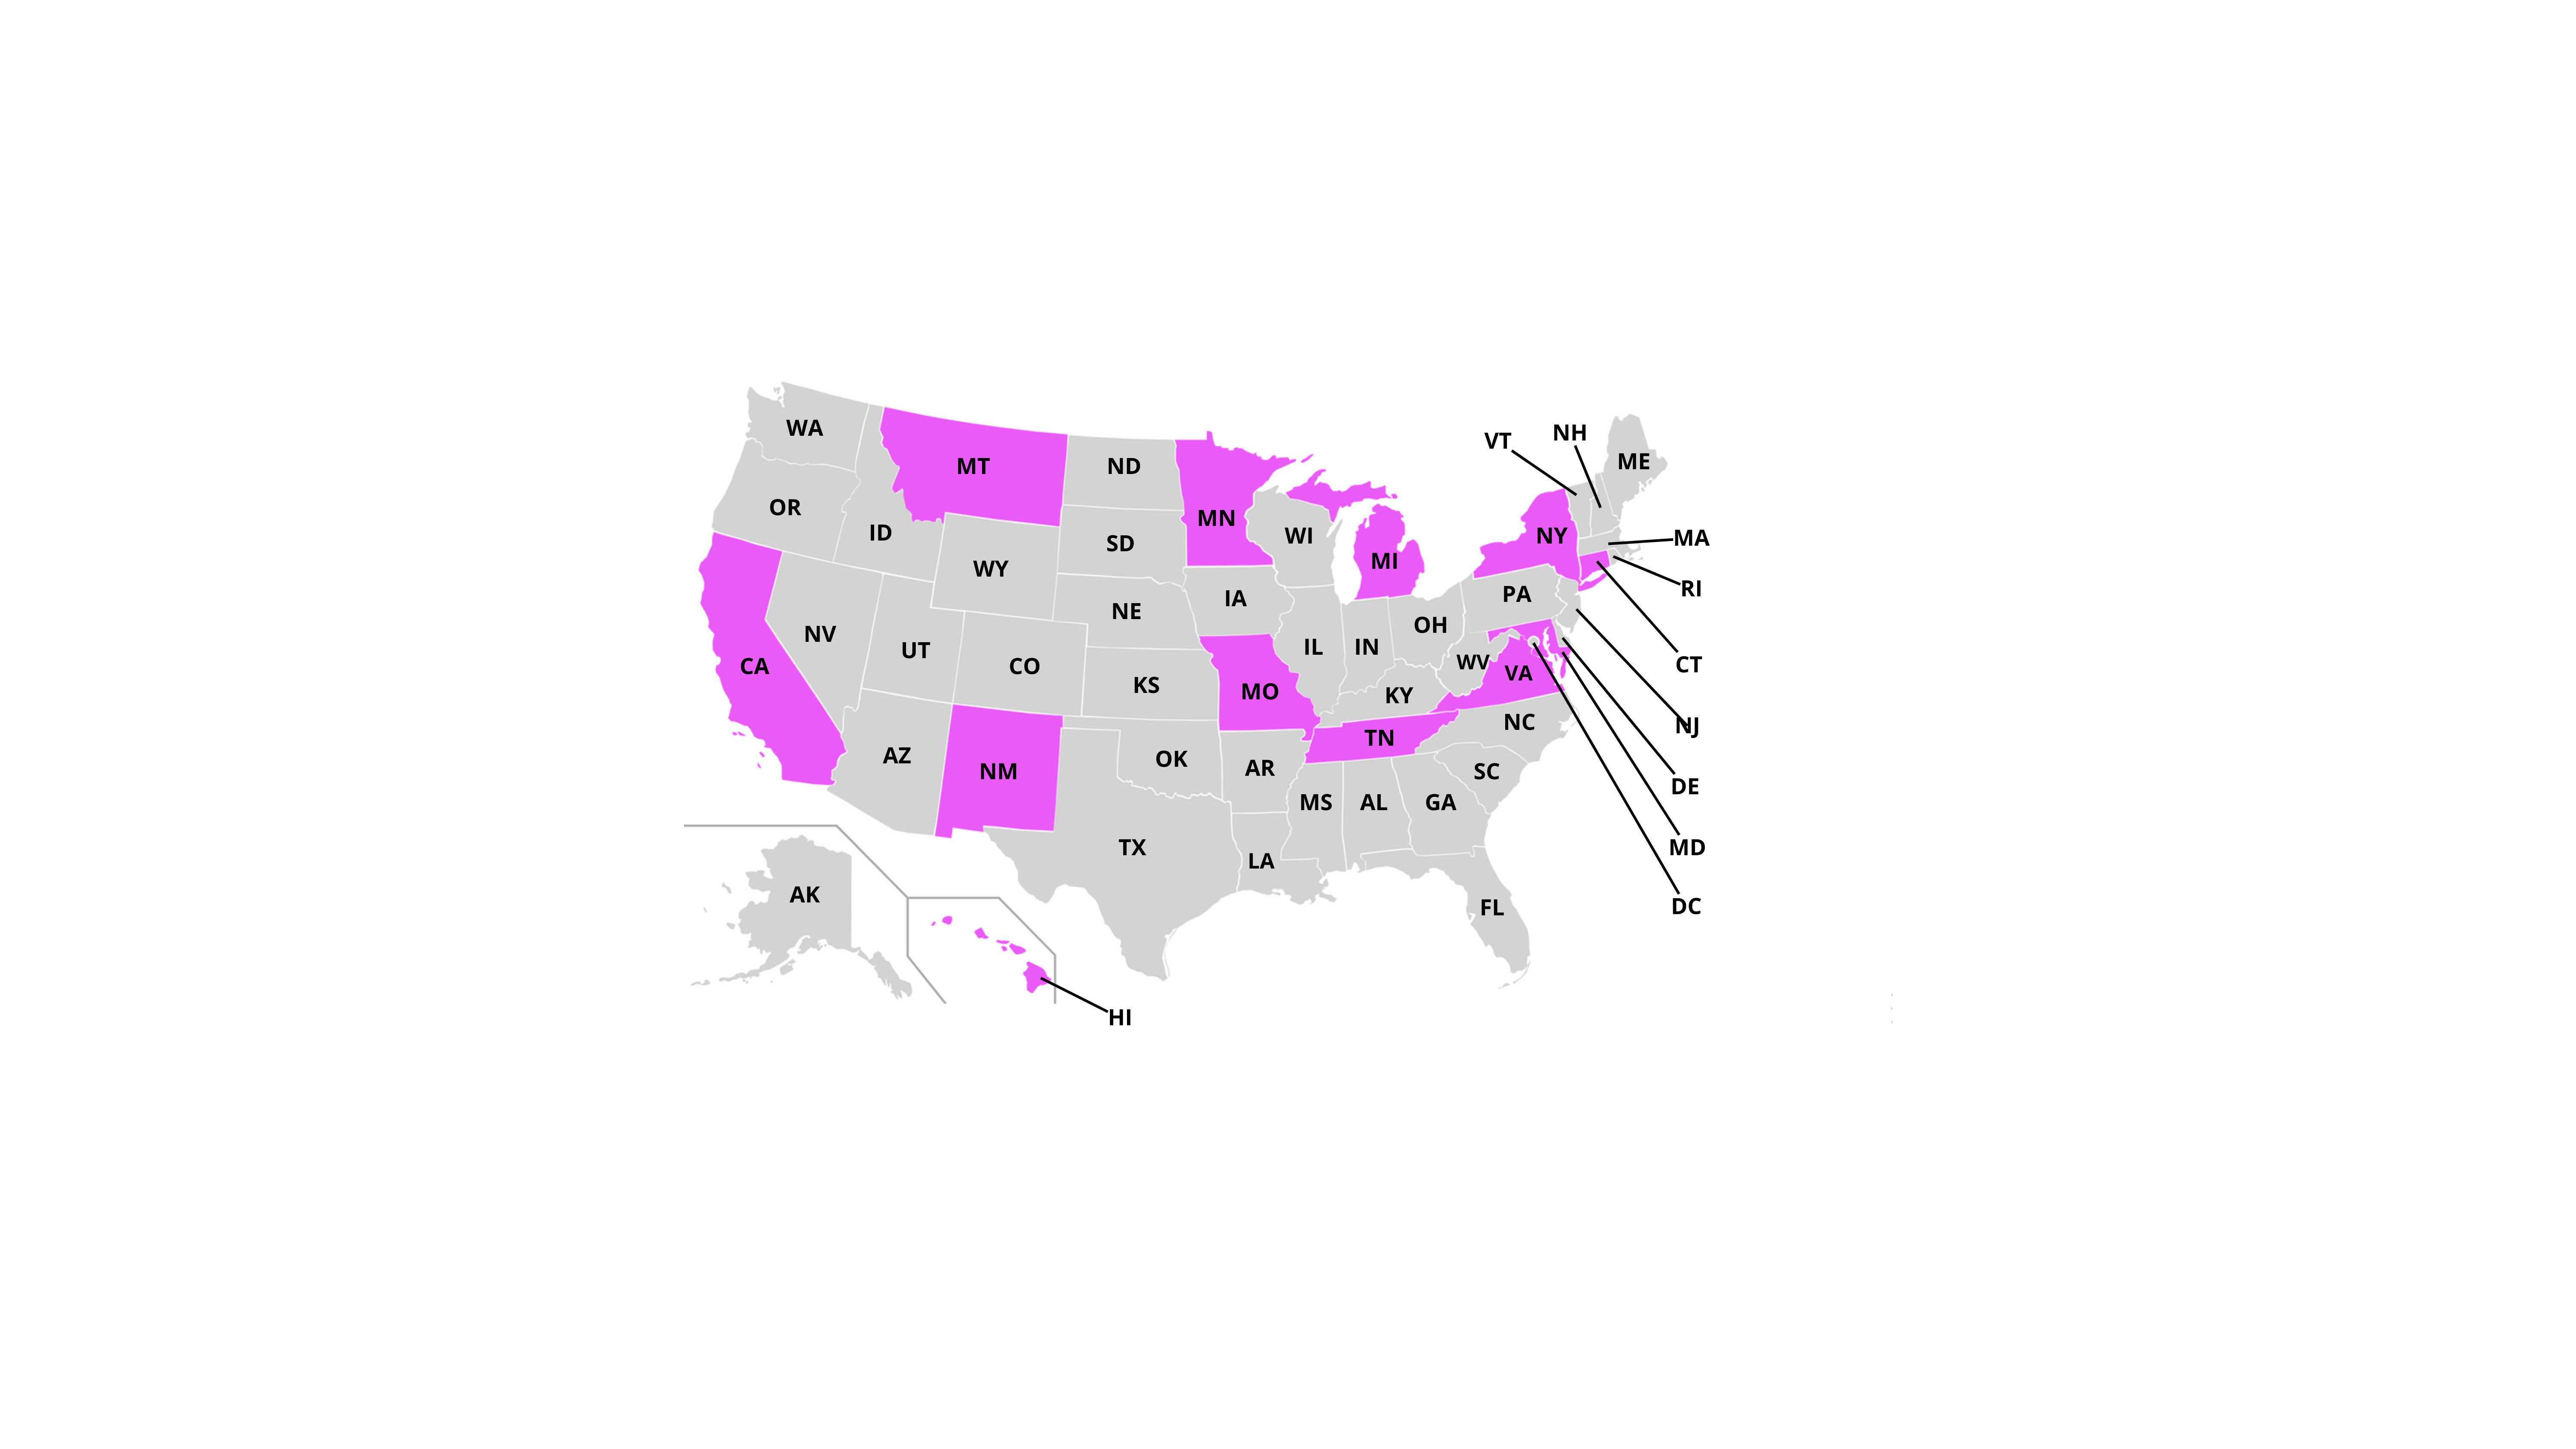 WA
MT
ND
MN
VT
NH
ME
OR
ID
SD
WI
NY
MA
WY
MI
RI
NE
IA
PA
NV
UT
CO
KS
IL
IN
OH
CT
CA
MO
WV
VA
KY
NJ
AZ
NM
OK
AR
TN
NC
SC
DE
TX
MS
AL
GA
MD
LA
AK
FL
DC
HI